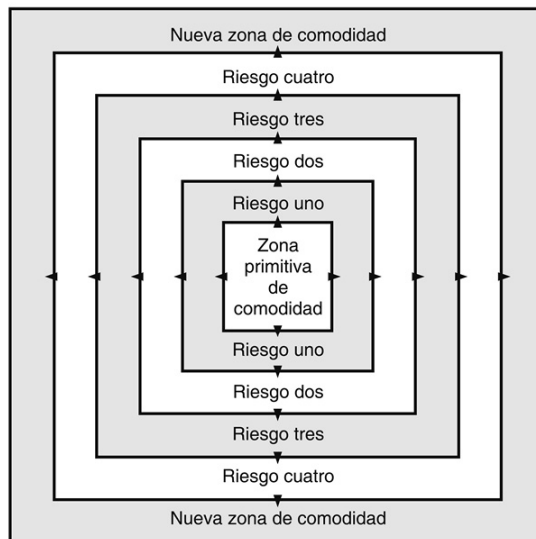 Nueva zona de comodidad
Riesgo cuatro
Riesgo tres
Riesgo dos
Riesgo uno
Zona
primitiva
de
comodidad
Riesgo uno
Riesgo dos
Riesgo tres
Riesgo cuatro
Nueva zona de comodidad